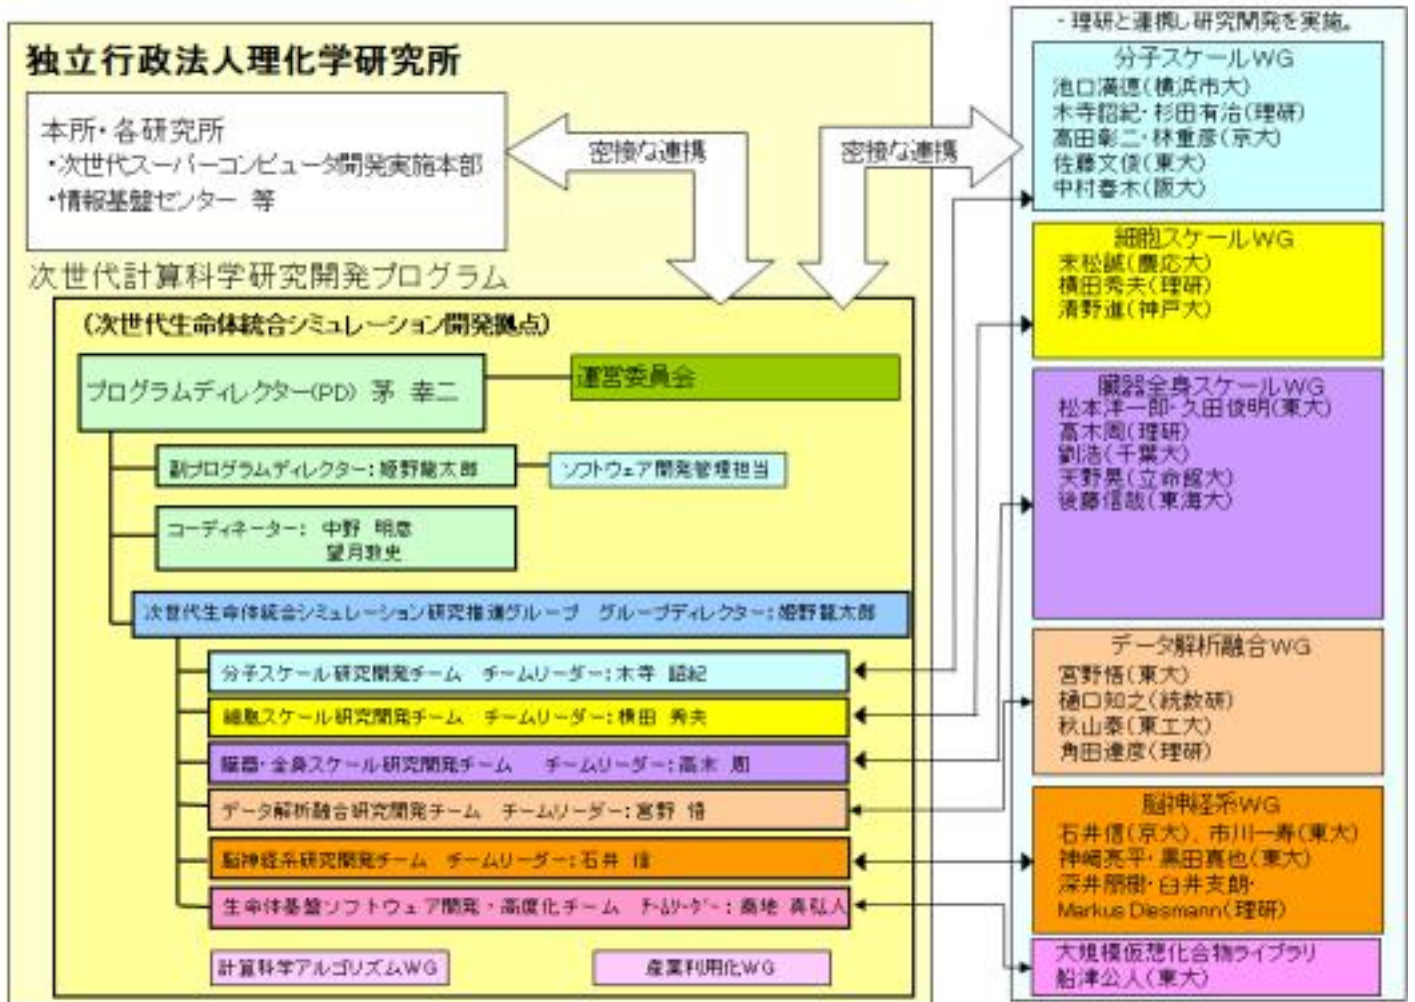 独立行政法人理化学研究所
本所・各研究所
・次世代スーパーコンピュータ開発実施本部
・情報基盤センター 等
密接な連携
密接な連携
次世代計算科学研究開発プログラム
(次世代生命体統合シミュレーション開発拠点)
プログラムディレクター(PD) 茅 幸二
運営委員会
副プログラムディレクター:姫野龍太郎
ソフトウェア開発管理担当
コーディネーター: 中野 明彦
望月敦史
次世代生命体統合シミュレーション研究推進グループ グループディレクター:姫野龍太郎
分子スケール研究開発チーム チームリーダー:木寺 詔紀
細胞スケール研究開発チーム チームリーダー:横田 秀夫
臓器・全身スケール研究開発チーム チームリーダー:高木 周
データ解析融合研究開発チーム チームリーダー:宮野 悟
脳神経系研究開発チーム チームリーダー:石井 信
生命体基盤ソフトウェア開発・高度化チーム チームリーダー:泰地 真弘人
計算科学アルゴリズムWG
産業利用化WG
・理研と連携し研究開発を実施。
分子スケールWG
池口満徳(横浜市大)
木寺詔紀・杉田有治(理研)
高田彰二・林重彦(京大)
佐藤文俊(東大)
中村春木(阪大)
細胞スケールWG
末松誠(慶応大)
横田秀夫(理研)
清野進(神戸大)
臓器全身スケールWG
松本洋一郎・久田俊明(東大)
高木周(理研)
劉浩(千葉大)
天野晃(立命館大)
後藤信哉(東海大)
データ解析融合WG
宮野悟(東大)
樋口知之(統数研)
秋山泰(東工大)
角田達彦(理研)
脳神経系WG
石井信(京大)、市川一寿(東大)
神崎亮平・黒田真也(東大)
深井朋樹・臼井支朗・
Markus Diesmann(理研)
大規模仮想化合物ライブラリ
船津公人(東大)